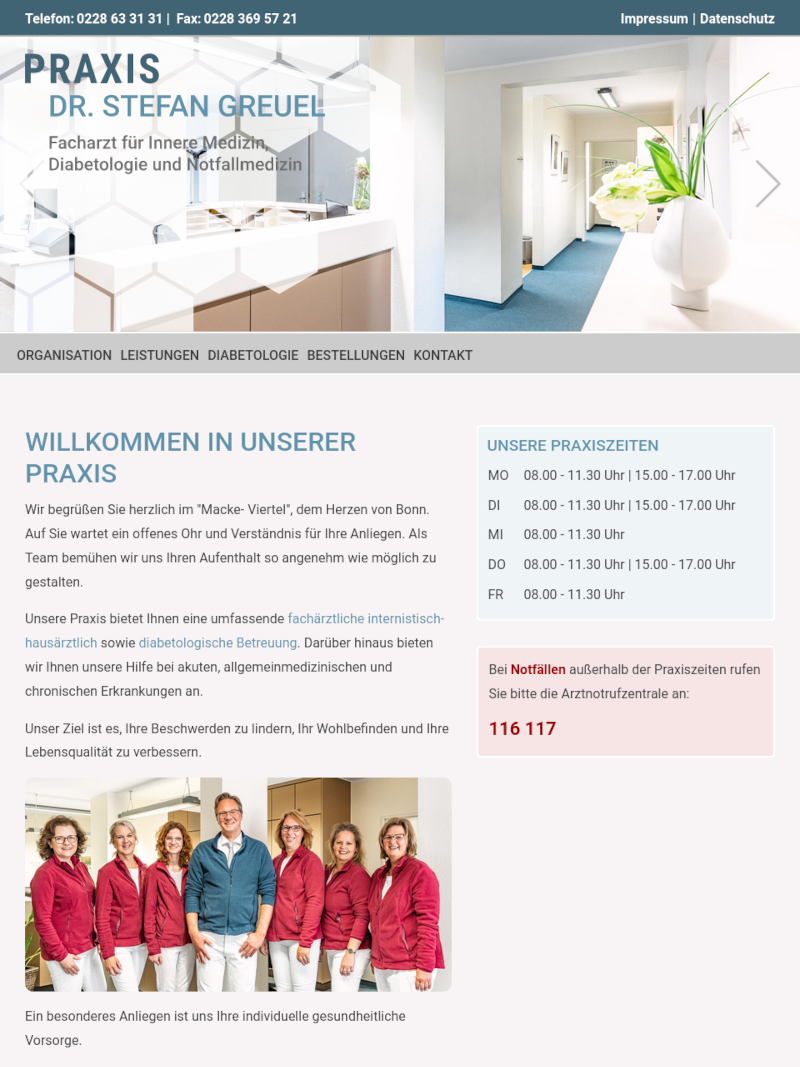 Telefon: 0228 63 31 31 | Fax: 0228 369 57 21
Impressum | Datenschutz
PRAXIS
DR. STEFAN GREUEL
Facharzt für Innere Medizin,
Diabetologie und Notfallmedizin
ORGANISATION LEISTUNGEN DIABETOLOGIE BESTELLUNGEN KONTAKT
WILLKOMMEN IN UNSERER
PRAXIS
Wir begrüßen Sie herzlich im "Macke- Viertel", dem Herzen von Bonn.
Auf Sie wartet ein offenes Ohr und Verständnis für Ihre Anliegen. Als
Team bemühen wir uns Ihren Aufenthalt so angenehm wie möglich zu
gestalten.
Unsere Praxis bietet Ihnen eine umfassende fachärztliche internistisch-
hausärztlich sowie diabetologische Betreuung. Darüber hinaus bieten
wir Ihnen unsere Hilfe bei akuten, allgemeinmedizinischen und
chronischen Erkrankungen an.
Unser Ziel ist es, Ihre Beschwerden zu lindern, Ihr Wohlbefinden und Ihre
Lebensqualität zu verbessern.
Ein besonderes Anliegen ist uns Ihre individuelle gesundheitliche
Vorsorge.
UNSERE PRAXISZEITEN
MO 08.00 - 11.30 Uhr | 15.00 - 17.00 Uhr
DI 08.00 - 11.30 Uhr | 15.00 - 17.00 Uhr
MI 08.00 - 11.30 Uhr
DO 08.00 - 11.30 Uhr | 15.00 - 17.00 Uhr
FR 08.00 - 11.30 Uhr
Bei Notfällen außerhalb der Praxiszeiten rufen
Sie bitte die Arztnotrufzentrale an:
116 117